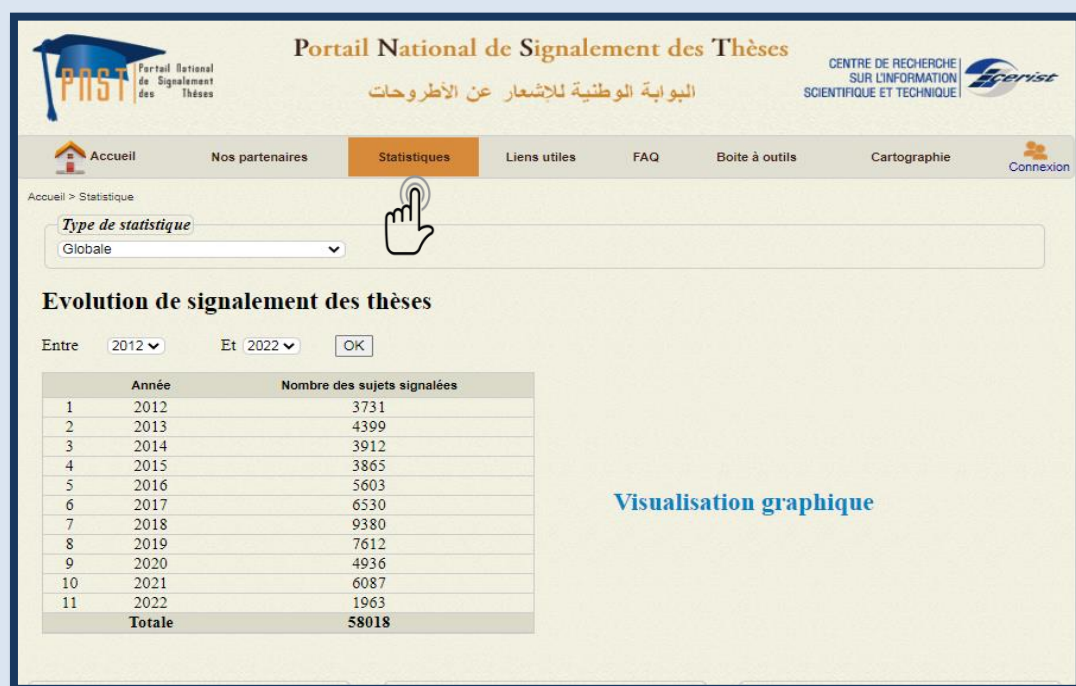 PNST
Portail National
de Signalement
des Thèses
Portail National de Signalement des Thèses
البوابة الوطنية للإشعار عن الأطروحات
CENTRE DE RECHERCHE
SUR L'INFORMATION
SCIENTIFIQUE ET TECHNIQUE
cerist
Accueil Nos partenaires Statistiques Liens utiles FAQ Boite à outils Cartographie Connexion
Accueil > Statistique
Type de statistique
Globale
Evolution de signalement des thèses
Entre 2012 Et 2022 OK
Année Nombre des sujets signalées
1 2012 3731
2 2013 4399
3 2014 3912
4 2015 3865
5 2016 5603
6 2017 6530
7 2018 9380
8 2019 7612
9 2020 4936
10 2021 6087
11 2022 1963
Totale 58018
Visualisation graphique